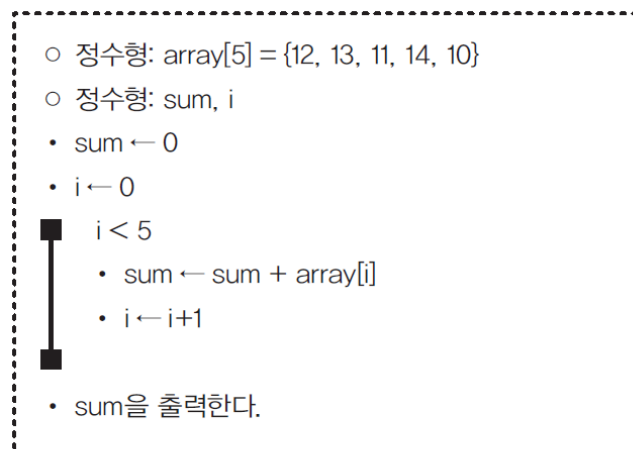 ○ 정수형: array[5] = {12, 13, 11, 14, 10}
○ 정수형: sum, i
• sum ← 0
• i ← 0
i < 5
• sum ← sum + array[i]
• i ← i+1
• sum을 출력한다.